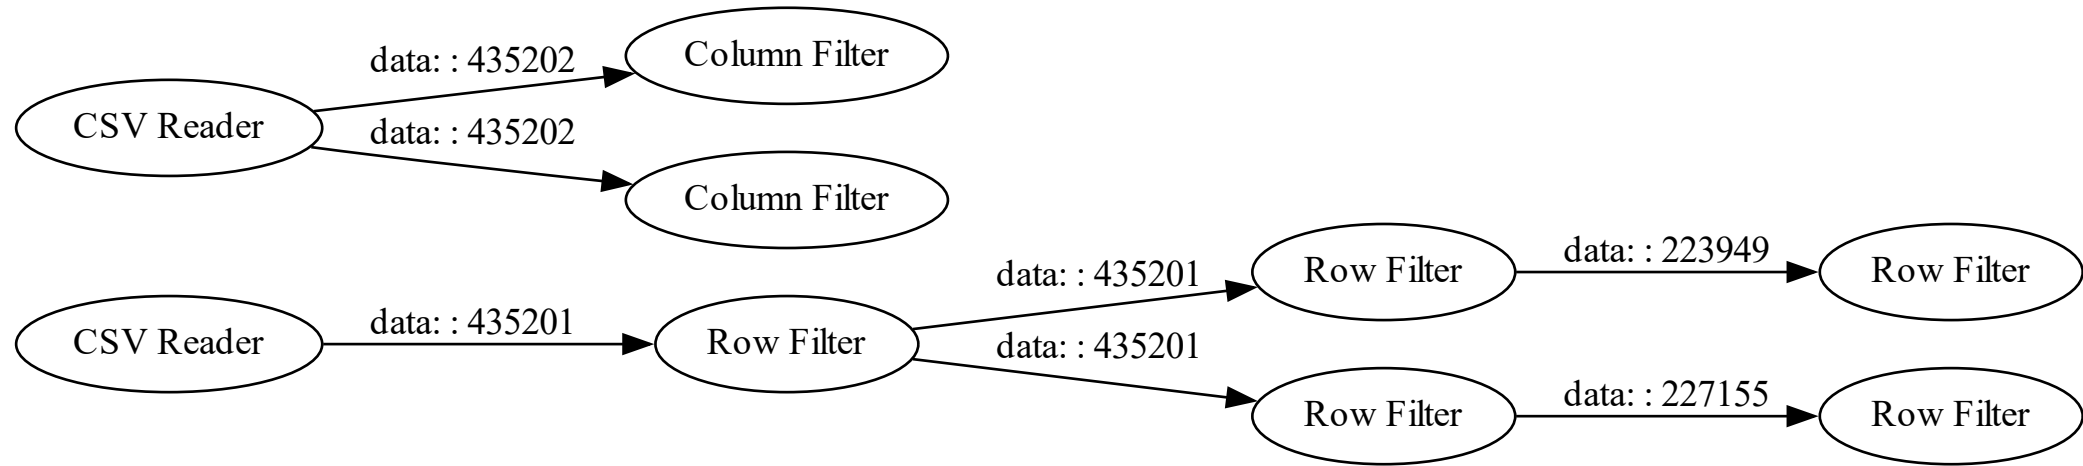 CSV Reader
data: : 435202
Column Filter
data: : 435202
Column Filter
CSV Reader
data: : 435201
Row Filter
data: : 435201
Row Filter
data: : 223949
Row Filter
data: : 435201
Row Filter
data: : 227155
Row Filter